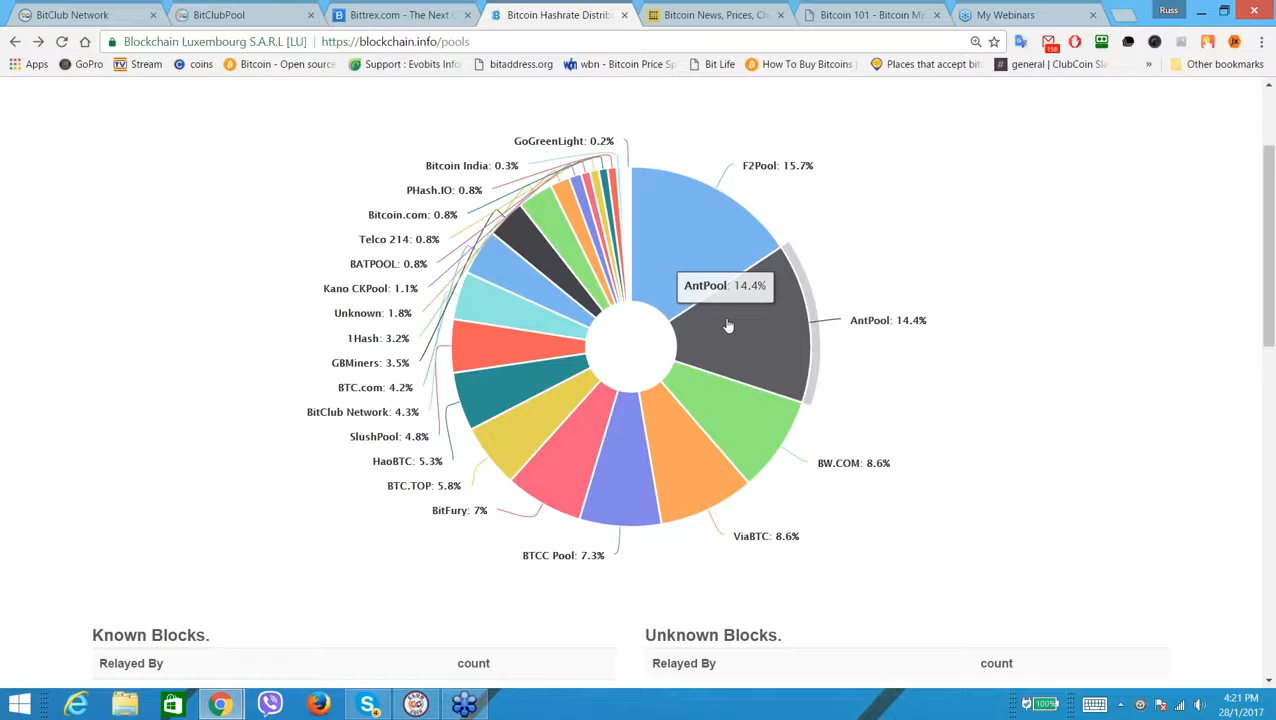 BitClub Network
BitClubPool
Bittrex.com - The Next G
Bitcoin Hashrate Distrib
Bitcoin News, Prices, Ch
Bitcoin 101 - Bitcoin Mi
My Webinars
Russ
Blockchain Luxembourg S.A.R.L [LU] https://blockchain.info/pools
158
Apps GoPro Stream coins Bitcoin - Open source Support : Evobits Info bitaddress.org wbn - Bitcoin Price Sp Bit Life How To Buy Bitcoins Places that accept bit general | ClubCoin Sla » Other bookmarks
GoGreenLight: 0.2%
Bitcoin India: 0.3%
F2Pool: 15.7%
PHash.IO: 0.8%
Bitcoin.com: 0.8%
Telco 214: 0.8%
BATPOOL: 0.8%
Kano CKPool: 1.1%
AntPool: 14.4%
Unknown: 1.8%
AntPool: 14.4%
1Hash: 3.2%
GBMiners: 3.5%
BTC.com: 4.2%
BitClub Network: 4.3%
SlushPool: 4.8%
HaoBTC: 5.3%
BW.COM: 8.6%
BTC.TOP: 5.8%
BitFury: 7%
ViaBTC: 8.6%
BTCC Pool: 7.3%
Known Blocks.
Unknown Blocks.
Relayed By count
Relayed By count
100%
4:21 PM
28/1/2017